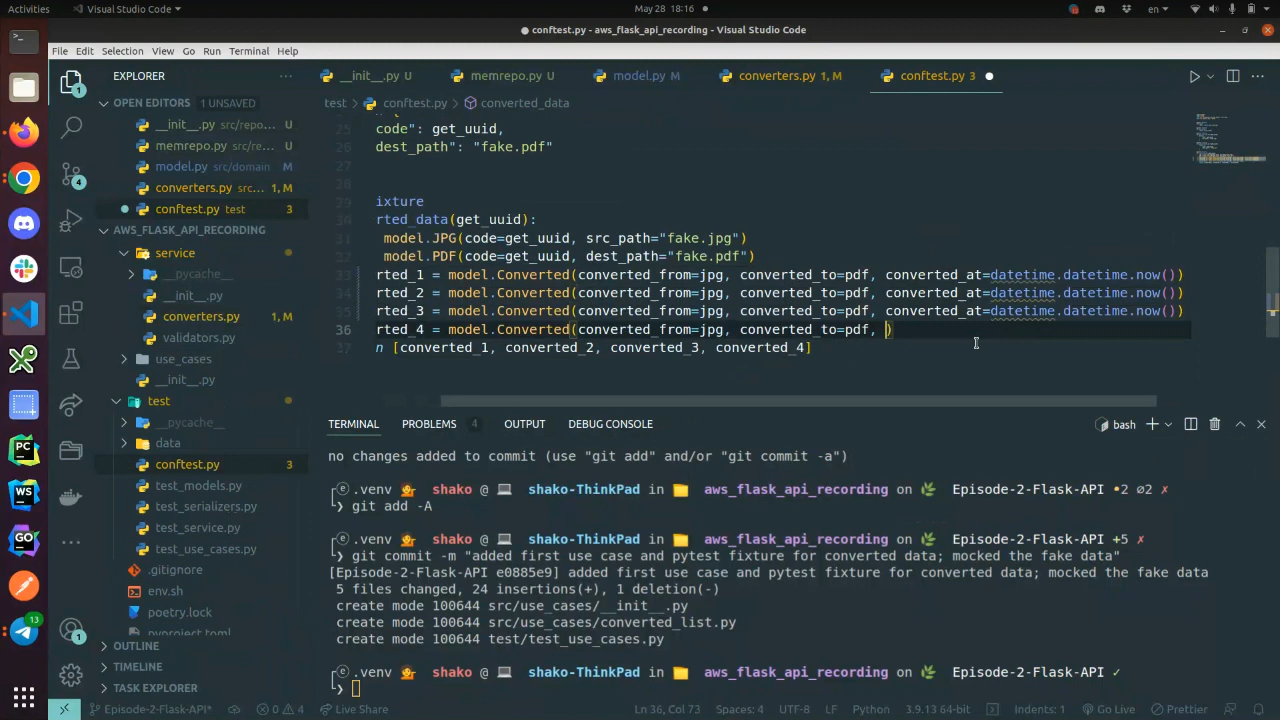 Activities
Visual Studio Code
May 28 18:16
en
conftest.py - aws_flask_api_recording - Visual Studio Code
File Edit Selection View Go Run Terminal Help
EXPLORER
__init__.py U
memrepo.py U
model.py M
converters.py 1, M
conftest.py 3
OPEN EDITORS 1 UNSAVED
test > conftest.py > converted_data
__init__.py src/repo... U
memrepo.py src/re... U
model.py src/domain M
converters.py src... 1, M
conftest.py test 3
AWS_FLASK_API_RECORDING
service
__pycache__
__init__.py
converters.py 1, M
validators.py
use_cases
__init__.py
test
__pycache__
data
conftest.py 3
test_models.py
test_serializers.py
test_service.py
test_use_cases.py
.gitignore
env.sh
poetry.lock
pyproject.toml
OUTLINE
TIMELINE
TASK EXPLORER
25 code": get_uuid,
26 dest_path": "fake.pdf"
27
28
29 ixture
30 rted_data(get_uuid):
31 model.JPG(code=get_uuid, src_path="fake.jpg")
32 model.PDF(code=get_uuid, dest_path="fake.pdf")
33 rted_1 = model.Converted(converted_from=jpg, converted_to=pdf, converted_at=datetime.datetime.now())
34 rted_2 = model.Converted(converted_from=jpg, converted_to=pdf, converted_at=datetime.datetime.now())
35 rted_3 = model.Converted(converted_from=jpg, converted_to=pdf, converted_at=datetime.datetime.now())
36 rted_4 = model.Converted(converted_from=jpg, converted_to=pdf, )
37 n [converted_1, converted_2, converted_3, converted_4]
TERMINAL PROBLEMS 4 OUTPUT DEBUG CONSOLE
bash
no changes added to commit (use "git add" and/or "git commit -a")
.venv shako @ shako-ThinkPad in aws_flask_api_recording on Episode-2-Flask-API •2 ∅2 ✗
❯ git add -A
.venv shako @ shako-ThinkPad in aws_flask_api_recording on Episode-2-Flask-API +5 ✗
❯ git commit -m "added first use case and pytest fixture for converted data; mocked the fake data"
[Episode-2-Flask-API e0885e9] added first use case and pytest fixture for converted data; mocked the fake data
5 files changed, 24 insertions(+), 1 deletion(-)
create mode 100644 src/use_cases/__init__.py
create mode 100644 src/use_cases/converted_list.py
create mode 100644 test/test_use_cases.py
.venv shako @ shako-ThinkPad in aws_flask_api_recording on Episode-2-Flask-API ✓
❯
Episode-2-Flask-API* 0 4 Live Share
Ln 36, Col 73 Spaces: 4 UTF-8 LF Python 3.9.13 64-bit Indents: 1 Go Live Prettier